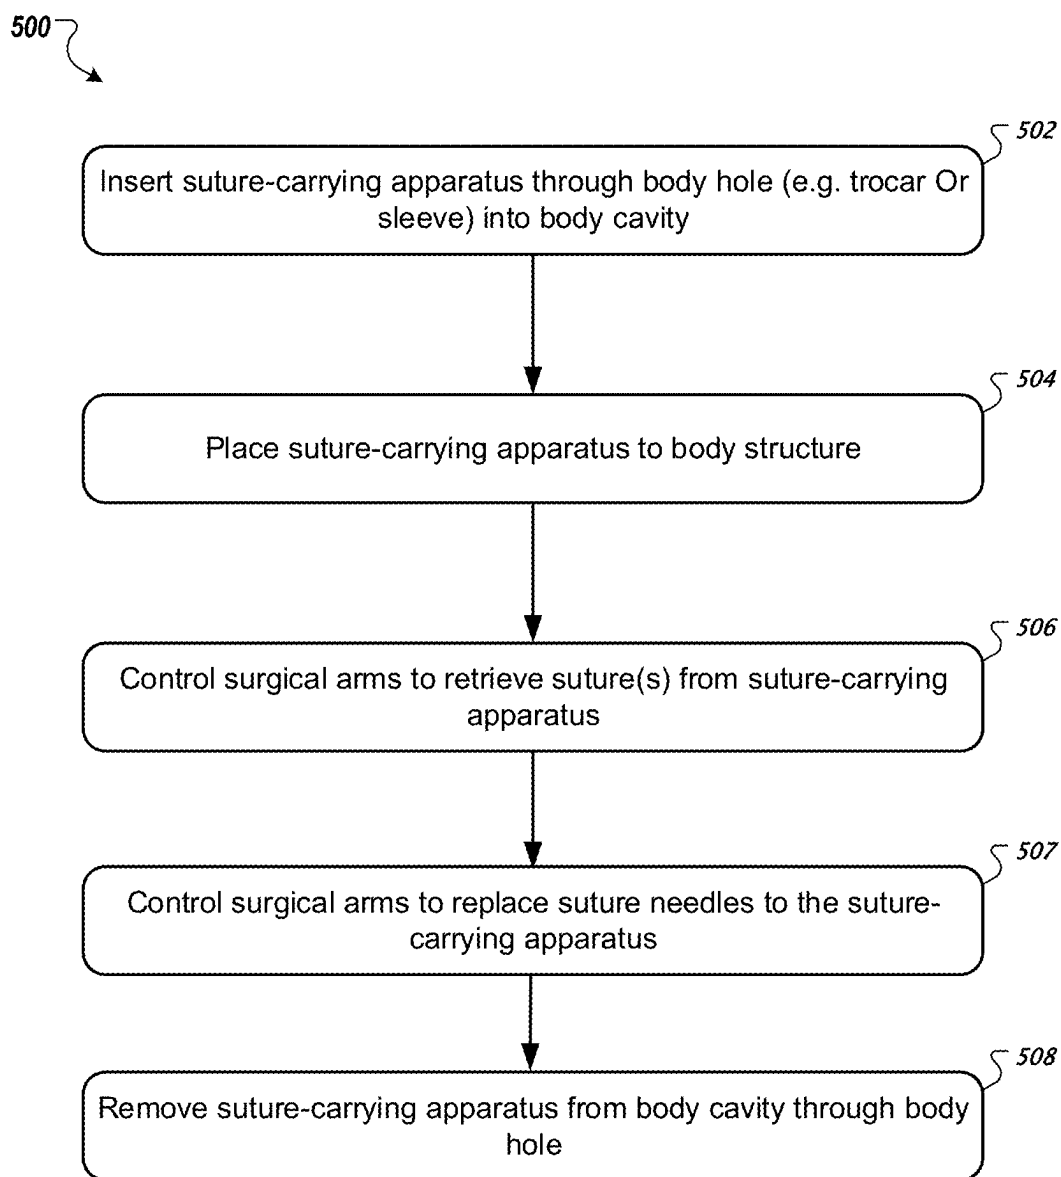 500
502
Insert suture-carrying apparatus through body hole (e.g. trocar Or
sleeve) into body cavity
504
Place suture-carrying apparatus to body structure
506
Control surgical arms to retrieve suture(s) from suture-carrying
apparatus
507
Control surgical arms to replace suture needles to the suture-
carrying apparatus
508
Remove suture-carrying apparatus from body cavity through body
hole